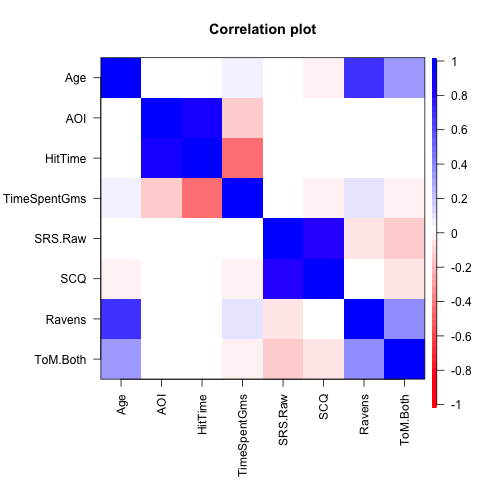 Correlation plot
Age
AOI
HitTime
TimeSpentGms
SRS.Raw
SCQ
Ravens
ToM.Both
1
0.8
0.6
0.4
0.2
0
-0.2
-0.4
-0.6
-0.8
-1
Age
AOI
HitTime
TimeSpentGms
SRS.Raw
SCQ
Ravens
ToM.Both